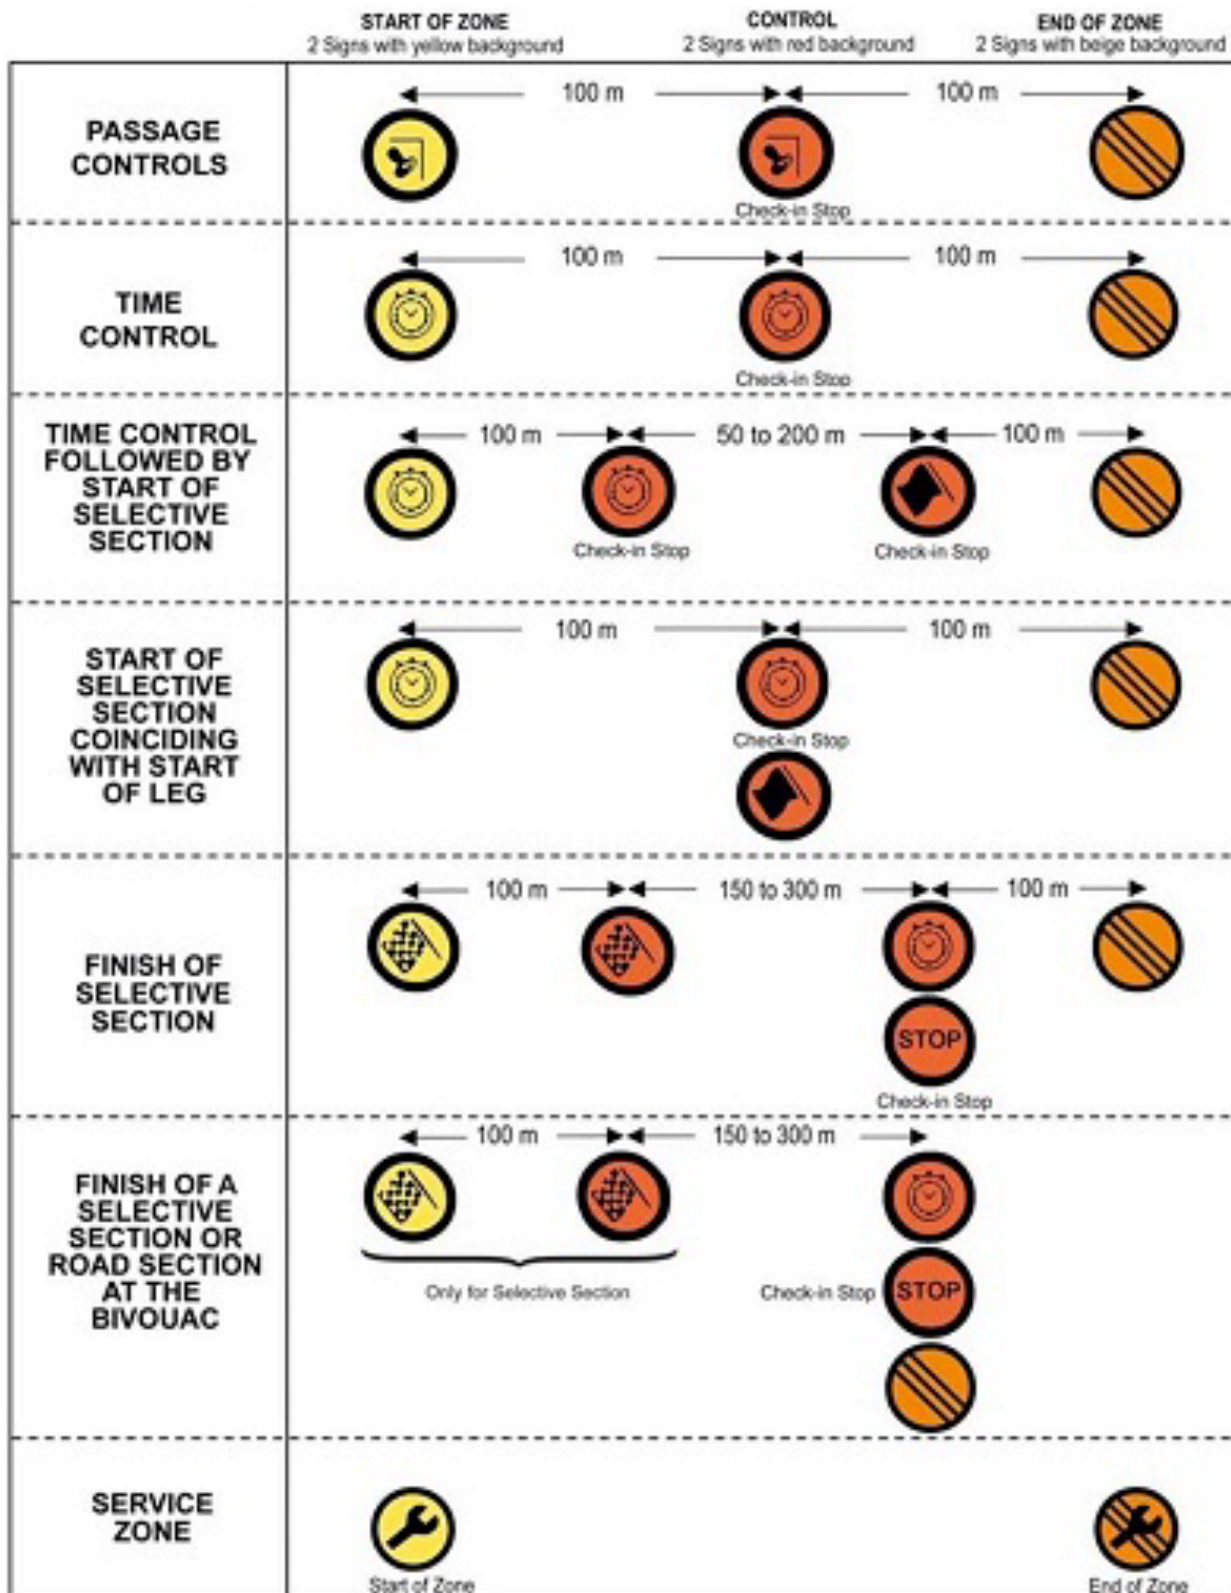 START OF ZONE
2 Signs with yellow background
CONTROL
2 Signs with red background
END OF ZONE
2 Signs with beige background
PASSAGE
CONTROLS
100 m
100 m
Check-in Stop
TIME
CONTROL
100 m
100 m
Check-in Stop
TIME CONTROL
FOLLOWED BY
START OF
SELECTIVE
SECTION
100 m
50 to 200 m
100 m
Check-in Stop
Check-in Stop
START OF
SELECTIVE
SECTION
COINCIDING
WITH START
OF LEG
100 m
100 m
Check-in Stop
FINISH OF
SELECTIVE
SECTION
100 m
150 to 300 m
100 m
STOP
Check-in Stop
FINISH OF A
SELECTIVE
SECTION OR
ROAD SECTION
AT THE
BIVOUAC
100 m
150 to 300 m
Only for Selective Section
Check-in Stop
STOP
SERVICE
ZONE
Start of Zone
End of Zone